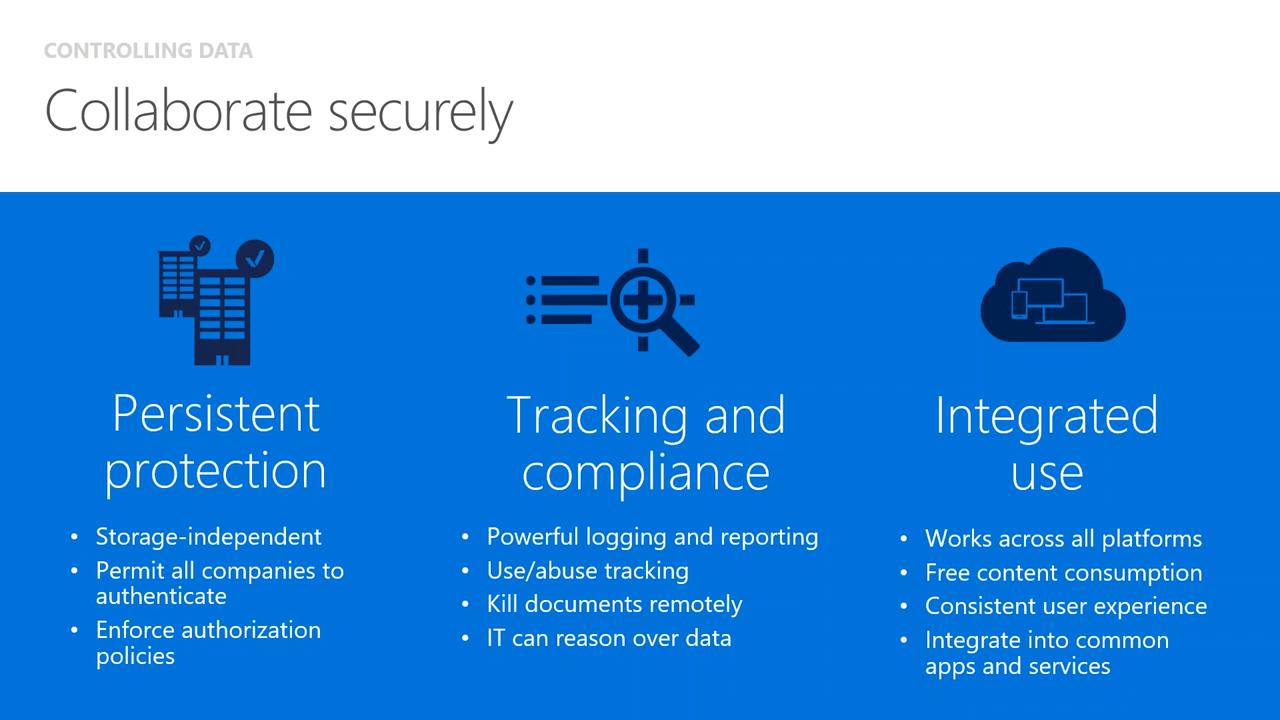 CONTROLLING DATA
Collaborate securely
Persistent
protection
• Storage-independent
• Permit all companies to
authenticate
• Enforce authorization
policies
Tracking and
compliance
• Powerful logging and reporting
• Use/abuse tracking
• Kill documents remotely
• IT can reason over data
Integrated
use
• Works across all platforms
• Free content consumption
• Consistent user experience
• Integrate into common
apps and services